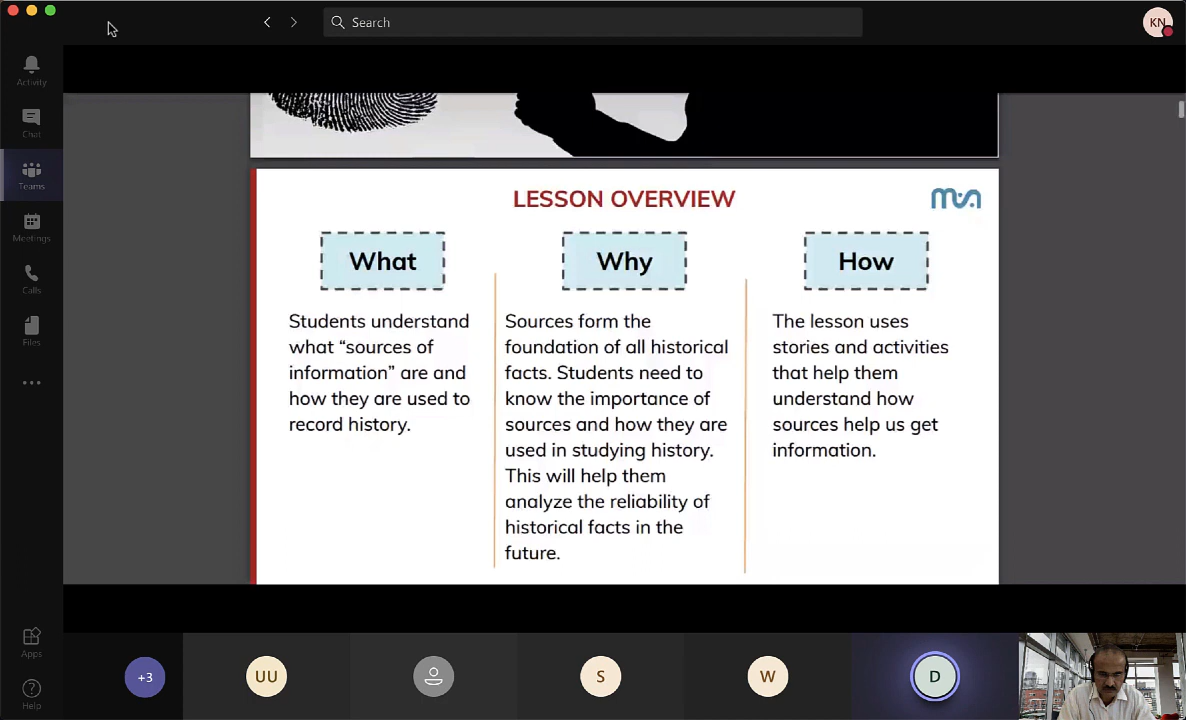 Search
KN
Activity
Chat
Teams
Meetings
Calls
Files
Apps
Help
LESSON OVERVIEW
What
Why
How
Students understand
what “sources of
information” are and
how they are used to
record history.
Sources form the
foundation of all historical
facts. Students need to
know the importance of
sources and how they are
used in studying history.
This will help them
analyze the reliability of
historical facts in the
future.
The lesson uses
stories and activities
that help them
understand how
sources help us get
information.
+3
UU
S
W
D